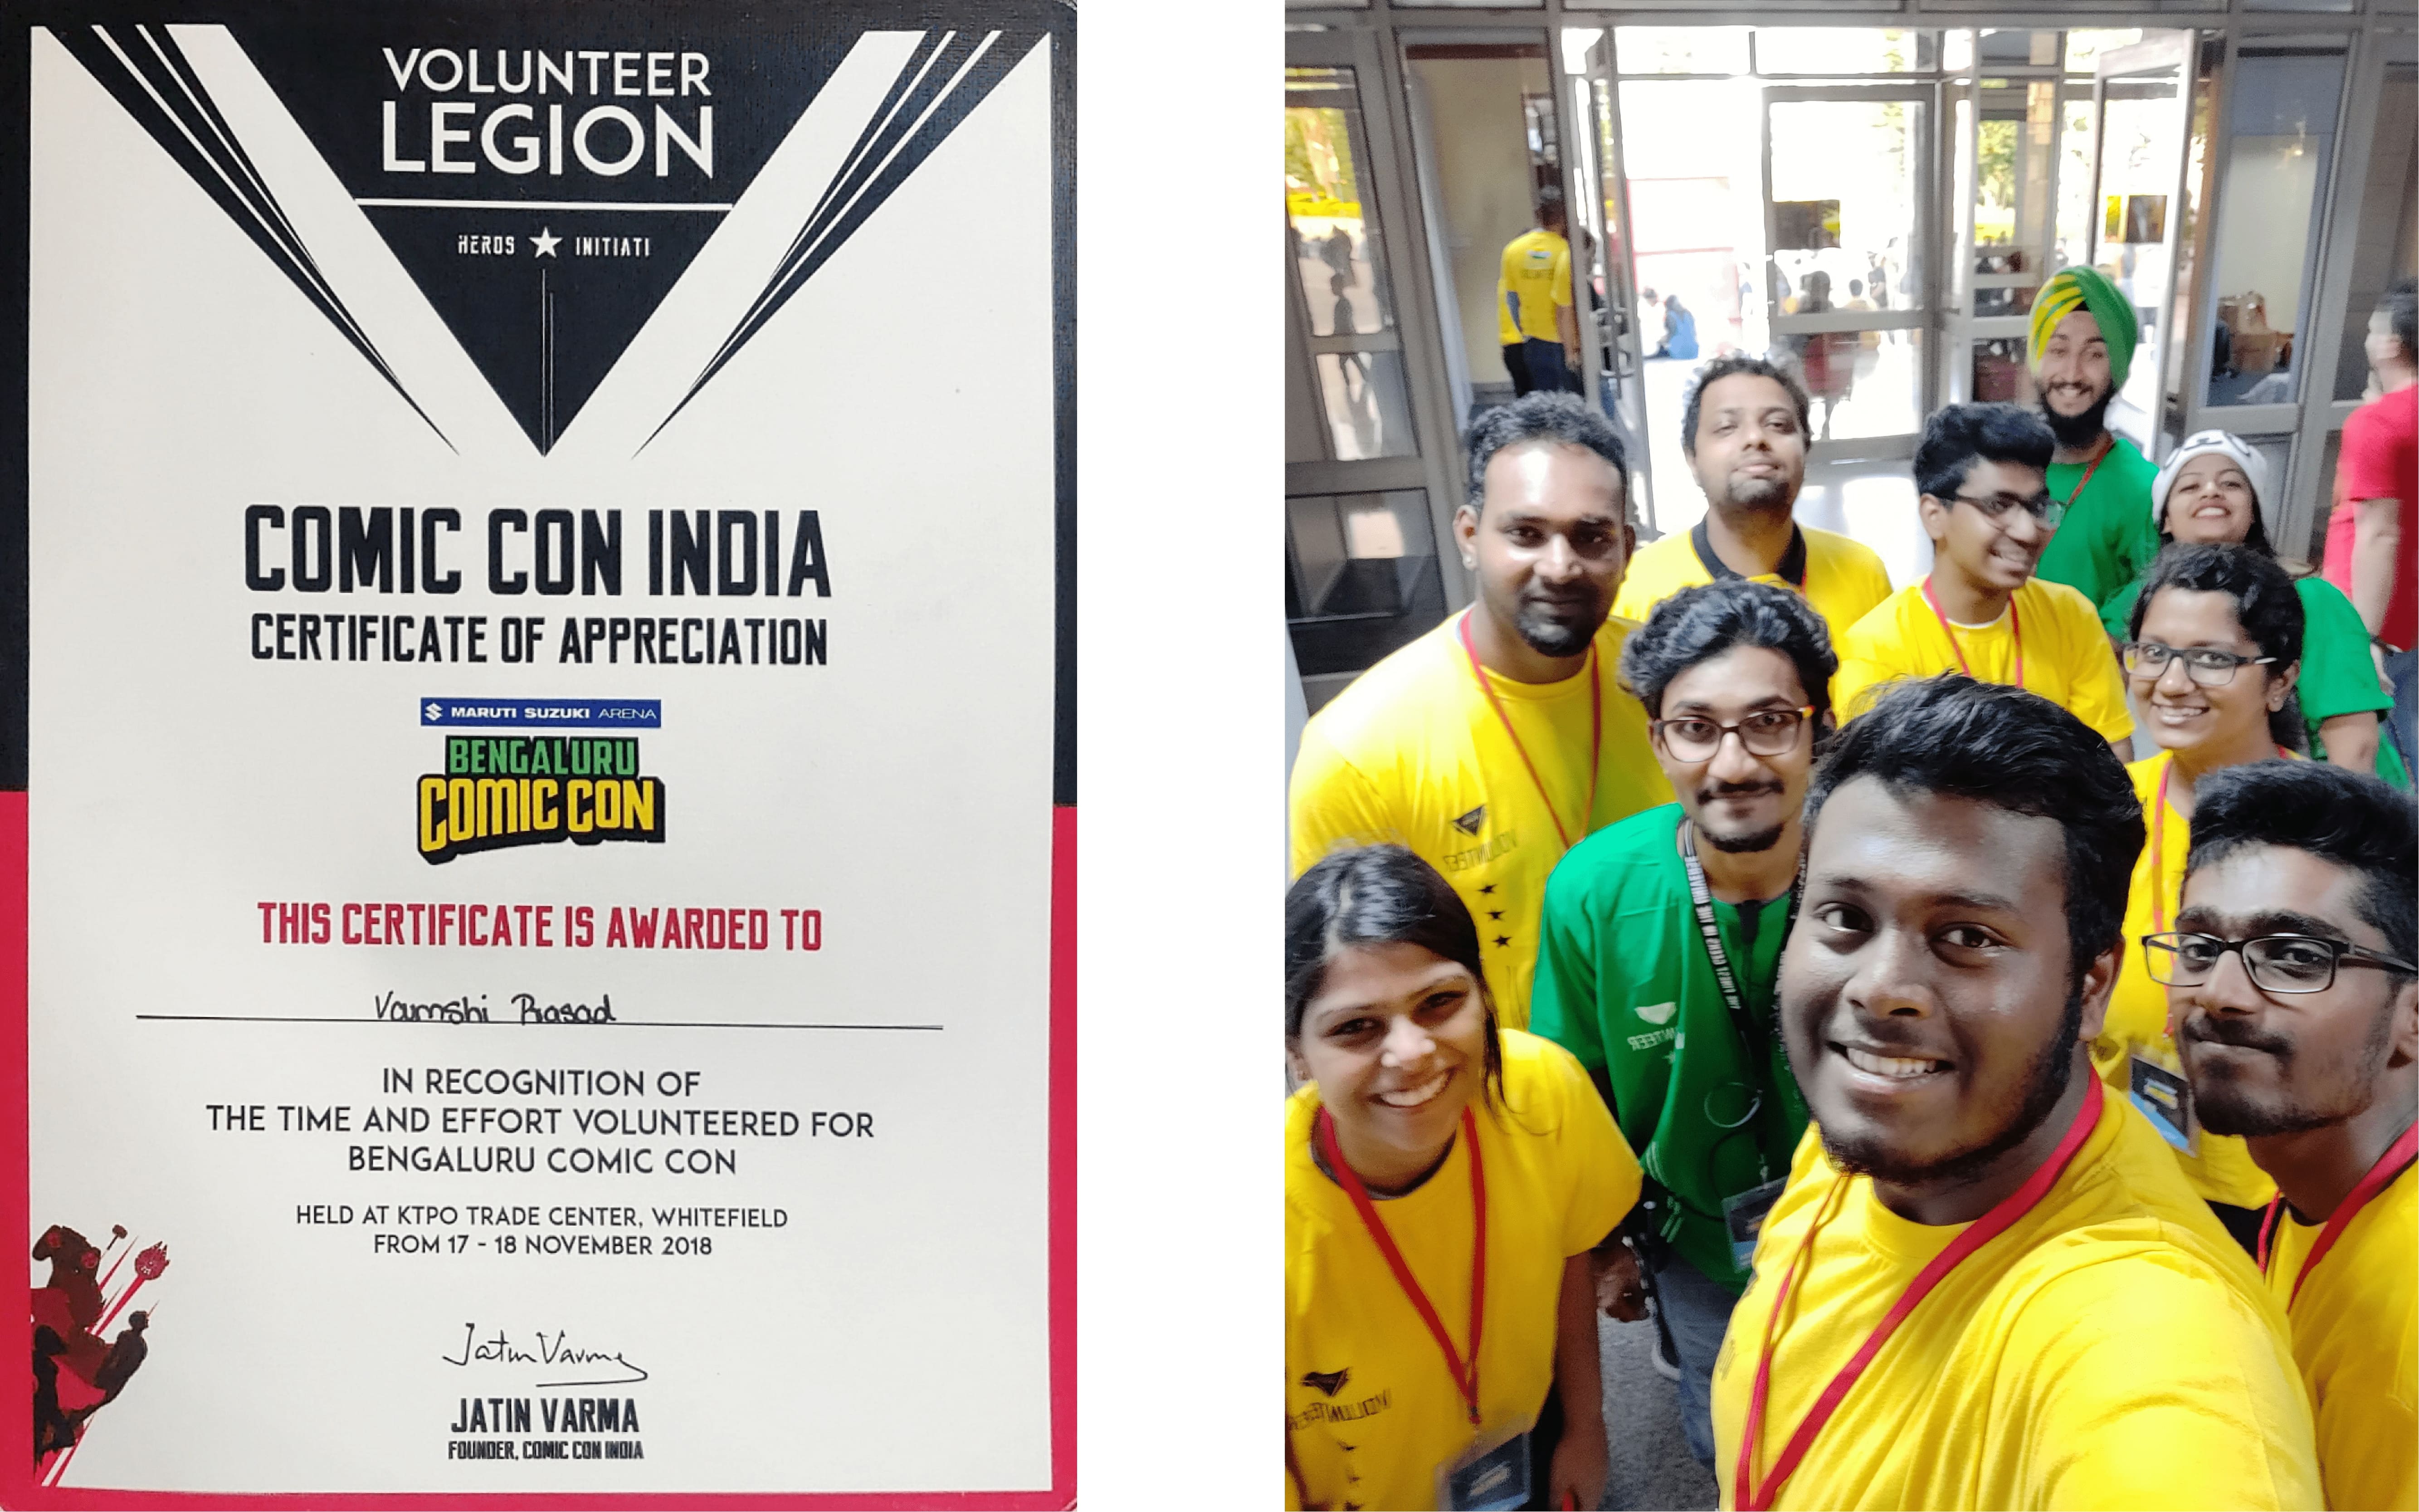 VOLUNTEER
LEGION
HEROS ★ INITIATI
COMIC CON INDIA
CERTIFICATE OF APPRECIATION
MARUTI SUZUKI ARENA
BENGALURU
COMIC CON
THIS CERTIFICATE IS AWARDED TO
Vamshi Prasad
IN RECOGNITION OF
THE TIME AND EFFORT VOLUNTEERED FOR
BENGALURU COMIC CON
HELD AT KTPO TRADE CENTER, WHITEFIELD
FROM 17 - 18 NOVEMBER 2018
Jatin Varma
JATIN VARMA
FOUNDER, COMIC CON INDIA
VOLUNTEER
VOLUNTEER